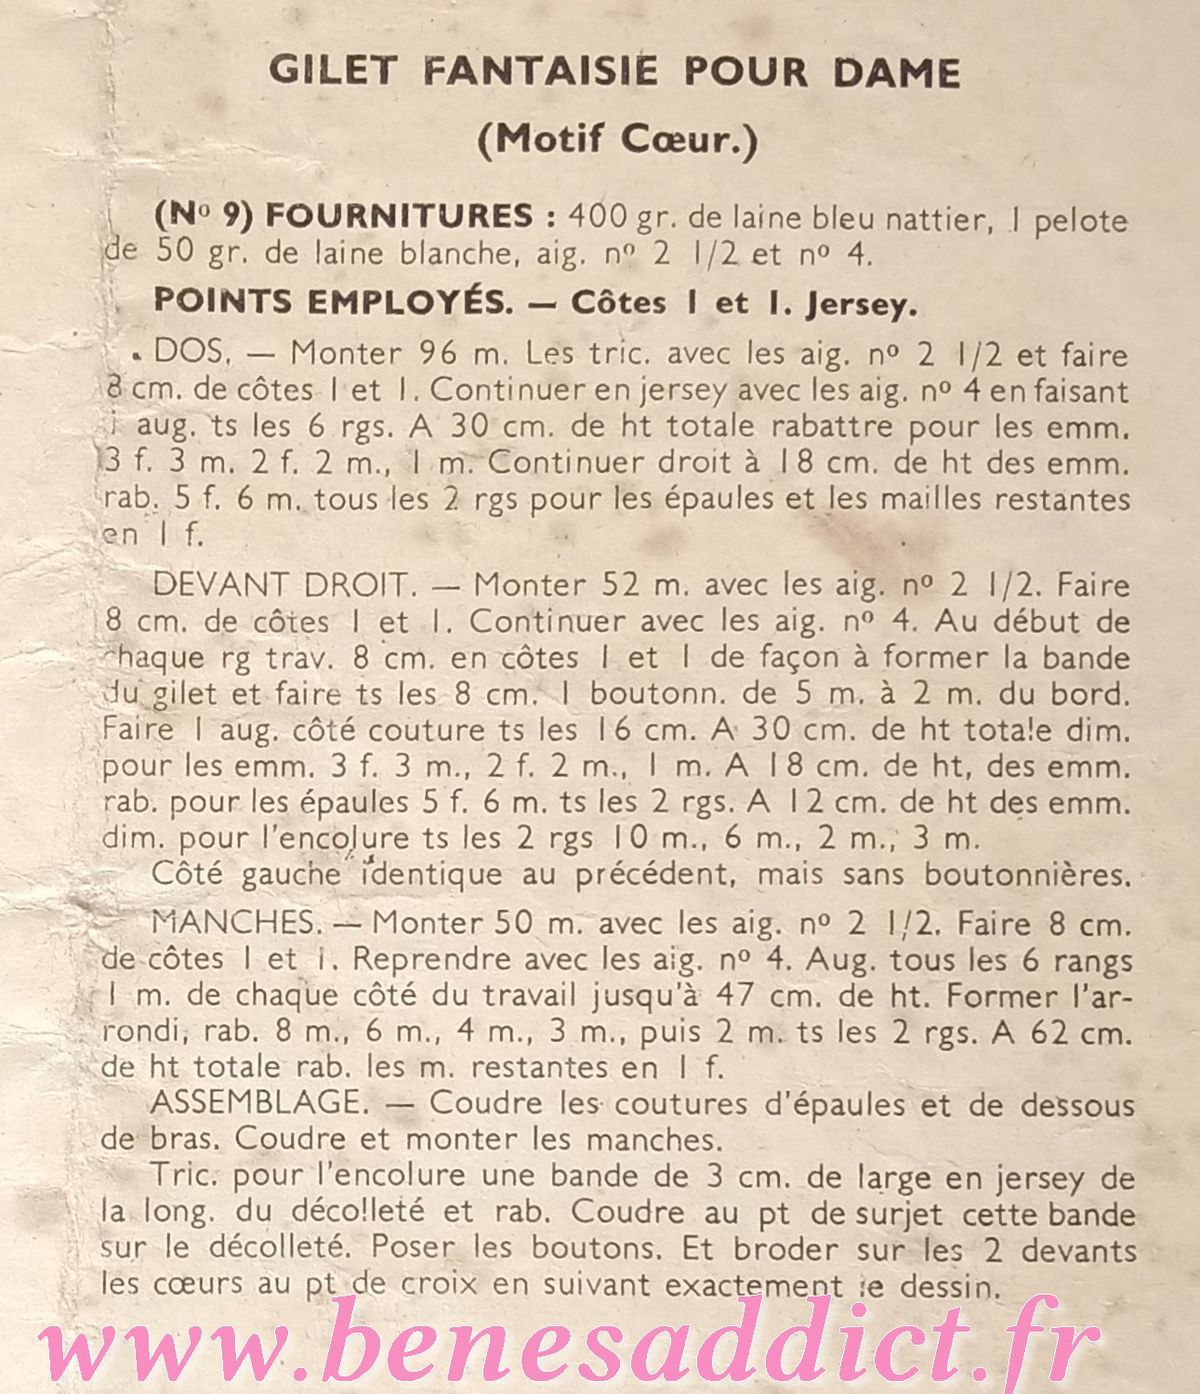 GILET FANTAISIE POUR DAME
(Motif Cœur.)
(Nº 9) FOURNITURES : 400 gr. de laine bleu nattier, 1 pelote
de 50 gr. de laine blanche, aig. nº 2 1/2 et nº 4.
POINTS EMPLOYÉS. — Côtes 1 et 1. Jersey.
DOS. — Monter 96 m. Les tric. avec les aig. nº 2 1/2 et faire
8 cm. de côtes 1 et 1. Continuer en jersey avec les aig. nº 4 en faisant
1 aug. ts les 6 rgs. A 30 cm. de ht totale rabattre pour les emm.
3 f. 3 m. 2 f. 2 m., 1 m. Continuer droit à 18 cm. de ht des emm.
rab. 5 f. 6 m. tous les 2 rgs pour les épaules et les mailles restantes
en 1 f.
DEVANT DROIT. — Monter 52 m. avec les aig. nº 2 1/2. Faire
8 cm. de côtes 1 et 1. Continuer avec les aig. nº 4. Au début de
chaque rg trav. 8 cm. en côtes 1 et 1 de façon à former la bande
du gilet et faire ts les 8 cm. 1 boutonn. de 5 m. à 2 m. du bord.
Faire 1 aug. côté couture ts les 16 cm. A 30 cm. de ht totale dim.
pour les emm. 3 f. 3 m., 2 f. 2 m., 1 m. A 18 cm. de ht, des emm.
rab. pour les épaules 5 f. 6 m. ts les 2 rgs. A 12 cm. de ht des emm.
dim. pour l'encolure ts les 2 rgs 10 m., 6 m., 2 m., 3 m.
Côté gauche identique au précédent, mais sans boutonnières.
MANCHES. — Monter 50 m. avec les aig. nº 2 1/2. Faire 8 cm.
de côtes 1 et 1. Reprendre avec les aig. nº 4. Aug. tous les 6 rangs
1 m. de chaque côté du travail jusqu'à 47 cm. de ht. Former l'ar-
rondi, rab. 8 m., 6 m., 4 m., 3 m., puis 2 m. ts les 2 rgs. A 62 cm.
de ht totale rab. les m. restantes en 1 f.
ASSEMBLAGE. — Coudre les coutures d'épaules et de dessous
de bras. Coudre et monter les manches.
Tric. pour l'encolure une bande de 3 cm. de large en jersey de
la long. du décolleté et rab. Coudre au pt de surjet cette bande
sur le décolleté. Poser les boutons. Et broder sur les 2 devants
les cœurs au pt de croix en suivant exactement le dessin.
www.benesaddict.fr